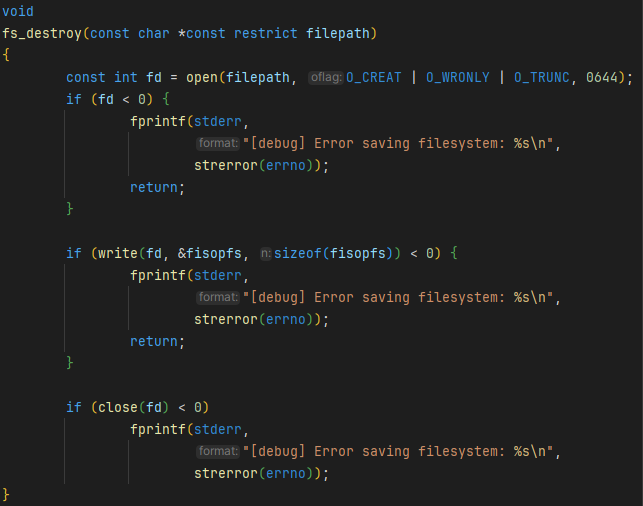 void
fs_destroy(const char *const restrict filepath)
{
const int fd = open(filepath, oflag: O_CREAT | O_WRONLY | O_TRUNC, 0644);
if (fd < 0) {
fprintf(stderr,
format: "[debug] Error saving filesystem: %s\n",
strerror(errno));
return;
}
if (write(fd, &fisopfs, n: sizeof(fisopfs)) < 0) {
fprintf(stderr,
format: "[debug] Error saving filesystem: %s\n",
strerror(errno));
return;
}
if (close(fd) < 0)
fprintf(stderr,
format: "[debug] Error saving filesystem: %s\n",
strerror(errno));
}